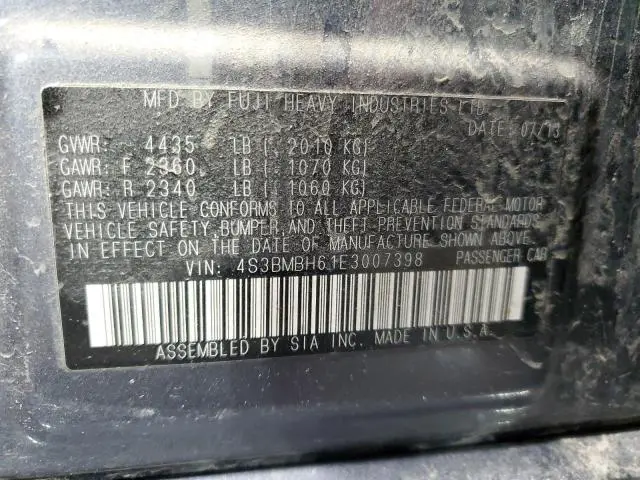 MFD BY FUJI HEAVY INDUSTRIES LTD.
DATE: 07/13
GVWR: 4435 LB ( 2010 KG)
GAWR: F 2360 LB ( 1070 KG)
GAWR: R 2340 LB ( 1060 KG)
THIS VEHICLE CONFORMS TO ALL APPLICABLE FEDERAL MOTOR
VEHICLE SAFETY, BUMPER, AND THEFT PREVENTION STANDARDS
IN EFFECT ON THE DATE OF MANUFACTURE SHOWN ABOVE.
VIN: 4S3BMBH61E3007398 PASSENGER CAR
ASSEMBLED BY SIA INC. MADE IN U.S.A.